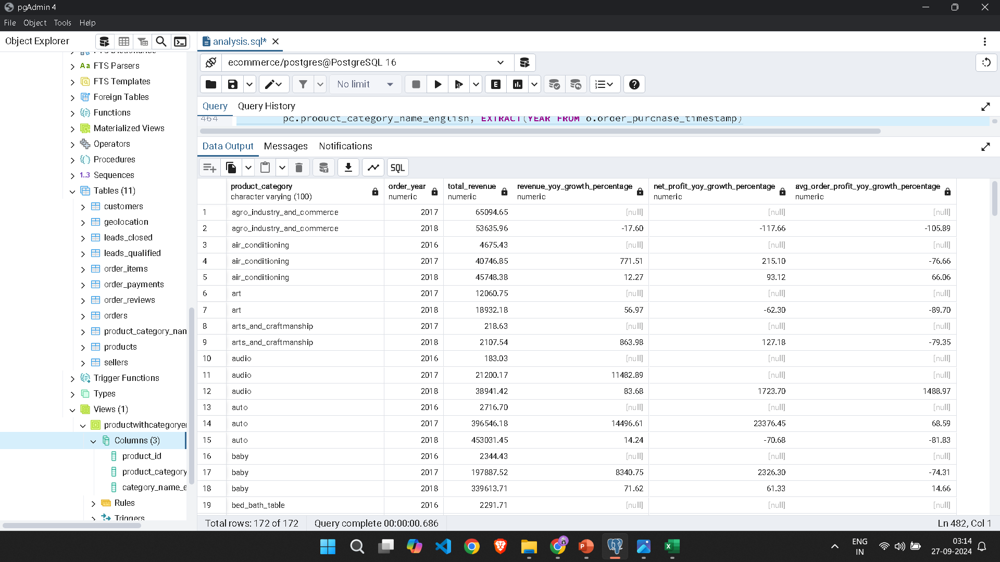 pgAdmin 4
File Object Tools Help
Object Explorer
FTS Parsers
FTS Templates
Foreign Tables
Functions
Materialized Views
Operators
Procedures
1..3 Sequences
Tables (11)
customers
geolocation
leads_closed
leads_qualified
order_items
order_payments
order_reviews
orders
product_category_nan
products
sellers
Trigger Functions
Types
Views (1)
productwithcategoryer
Columns (3)
product_id
product_category
category_name_e
Rules
Triggers
analysis.sql*
ecommerce/postgres@PostgreSQL 16
No limit
Query Query History
464 pc.product_category_name_english, EXTRACT(YEAR FROM o.order_purchase_timestamp)
Data Output Messages Notifications
SQL
product_category order_year total_revenue revenue_yoy_growth_percentage net_profit_yoy_growth_percentage avg_order_profit_yoy_growth_percentage
character varying (100) numeric numeric numeric numeric numeric
1 agro_industry_and_commerce 2017 65094.65 [null] [null] [null]
2 agro_industry_and_commerce 2018 53635.96 -17.60 -117.66 -105.89
3 air_conditioning 2016 4675.43 [null] [null] [null]
4 air_conditioning 2017 40746.85 771.51 215.10 -76.66
5 air_conditioning 2018 45748.38 12.27 93.12 66.06
6 art 2017 12060.75 [null] [null] [null]
7 art 2018 18932.18 56.97 -62.30 -89.70
8 arts_and_craftmanship 2017 218.63 [null] [null] [null]
9 arts_and_craftmanship 2018 2107.54 863.98 127.18 -79.35
10 audio 2016 183.03 [null] [null] [null]
11 audio 2017 21200.17 11482.89 [null] [null]
12 audio 2018 38941.42 83.68 1723.70 1488.97
13 auto 2016 2716.70 [null] [null] [null]
14 auto 2017 396546.18 14496.61 23376.45 68.59
15 auto 2018 453031.45 14.24 -70.68 -81.83
16 baby 2016 2344.43 [null] [null] [null]
17 baby 2017 197887.52 8340.75 2326.30 -74.31
18 baby 2018 339613.71 71.62 61.33 14.66
19 bed_bath_table 2016 2291.71 [null] [null] [null]
Total rows: 172 of 172 Query complete 00:00:00.686 Ln 482, Col 1
ENG
IN
03:14
27-09-2024